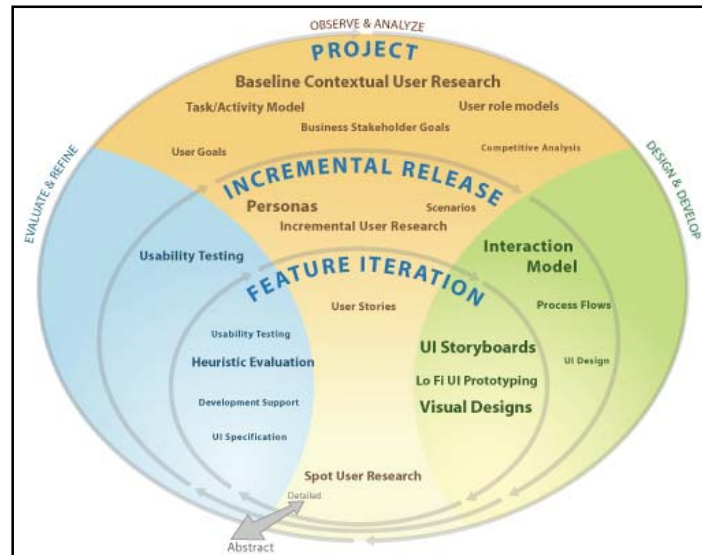 OBSERVE & ANALYZE
PROJECT
Baseline Contextual User Research
Task/Activity Model
User role models
Business Stakeholder Goals
User Goals
Competitive Analysis
EVALUATE & REFINE
DESIGN & DEVELOP
INCREMENTAL RELEASE
Personas
Scenarios
Incremental User Research
Usability Testing
Interaction
Model
FEATURE ITERATION
User Stories
Process Flows
Usability Testing
UI Storyboards
Heuristic Evaluation
UI Design
Lo Fi UI Prototyping
Development Support
Visual Designs
UI Specification
Spot User Research
Detailed
Abstract